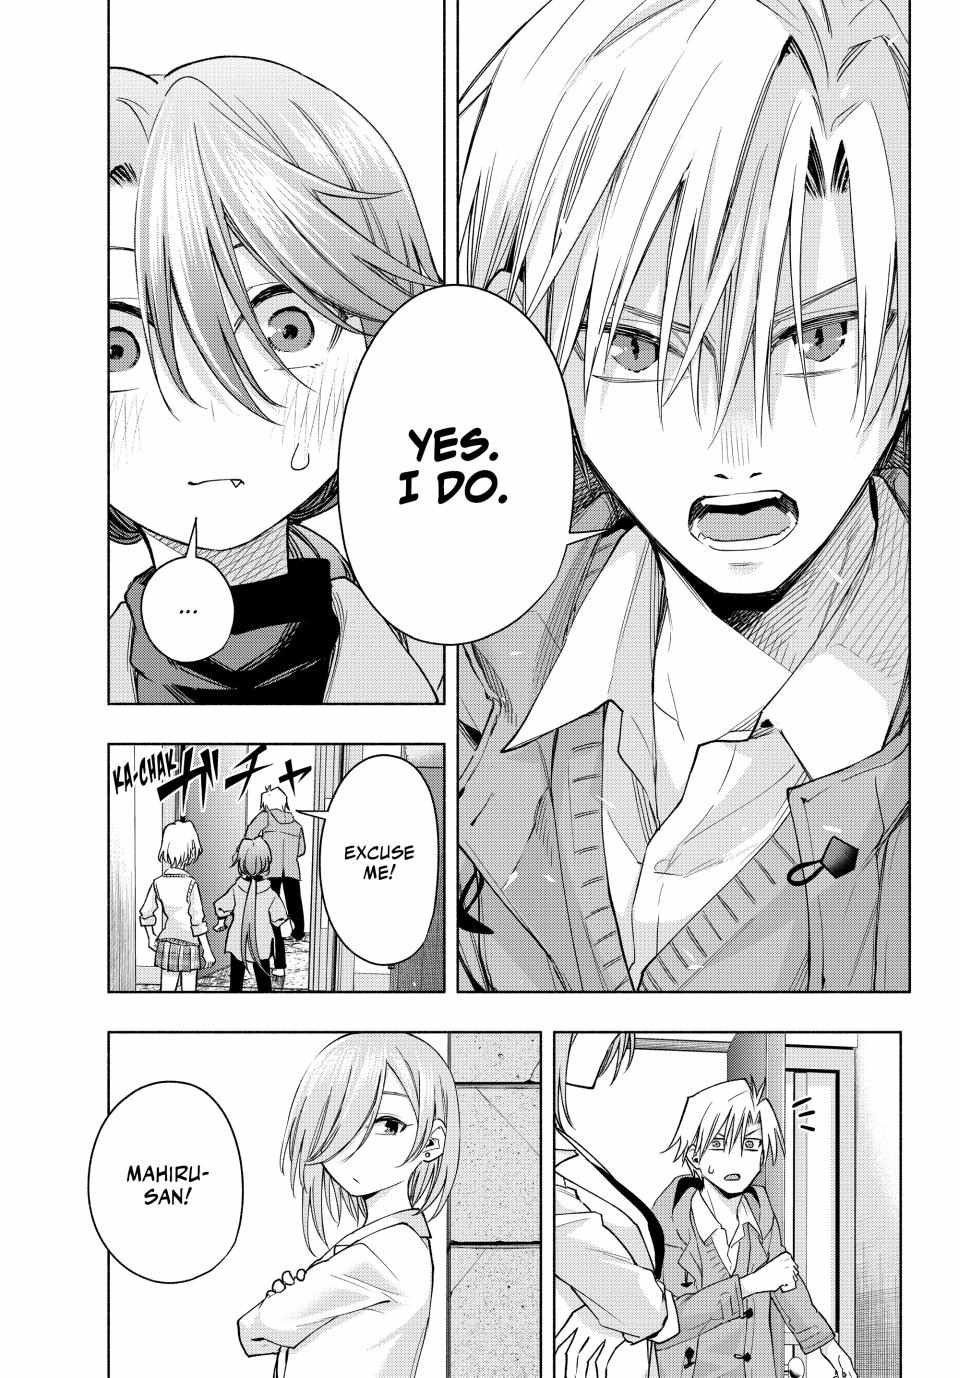 YES.
I DO.
...
KA-CHAK
ガチャ
EXCUSE
ME!
MAHIRU-
SAN!